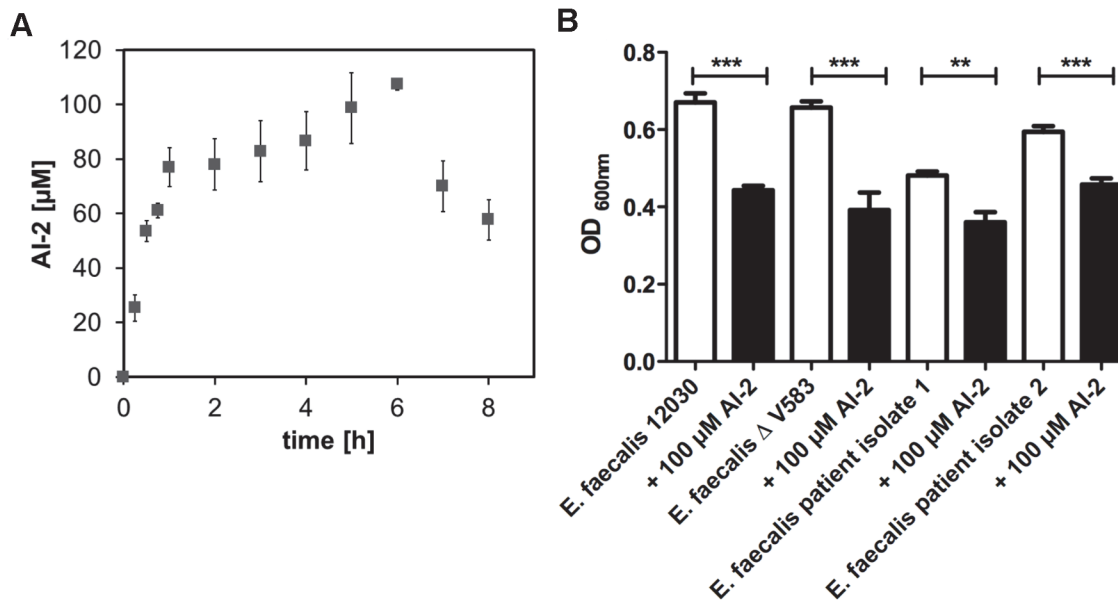 A
120
100
80
60
40
20
0
AI-2 [µM]
0 2 4 6 8
time [h]
B
0.8
0.6
0.4
0.2
0.0
OD 600nm
*** *** ** ***
E. faecalis 12030
+ 100 µM AI-2
E. faecalis Δ V583
+ 100 µM AI-2
E. faecalis patient isolate 1
+ 100 µM AI-2
E. faecalis patient isolate 2
+ 100 µM AI-2